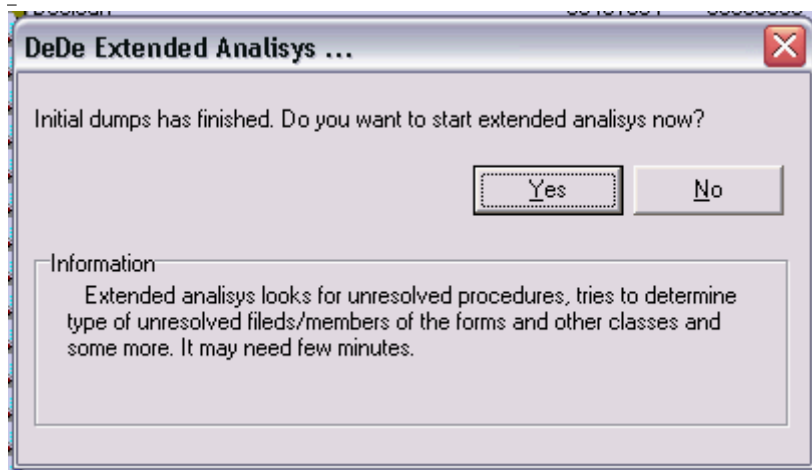 DeDe Extended Analisys ...
Initial dumps has finished. Do you want to start extended analisys now?
Yes No
Information
Extended analisys looks for unresolved procedures, tries to determine
type of unresolved fileds/members of the forms and other classes and
some more. It may need few minutes.